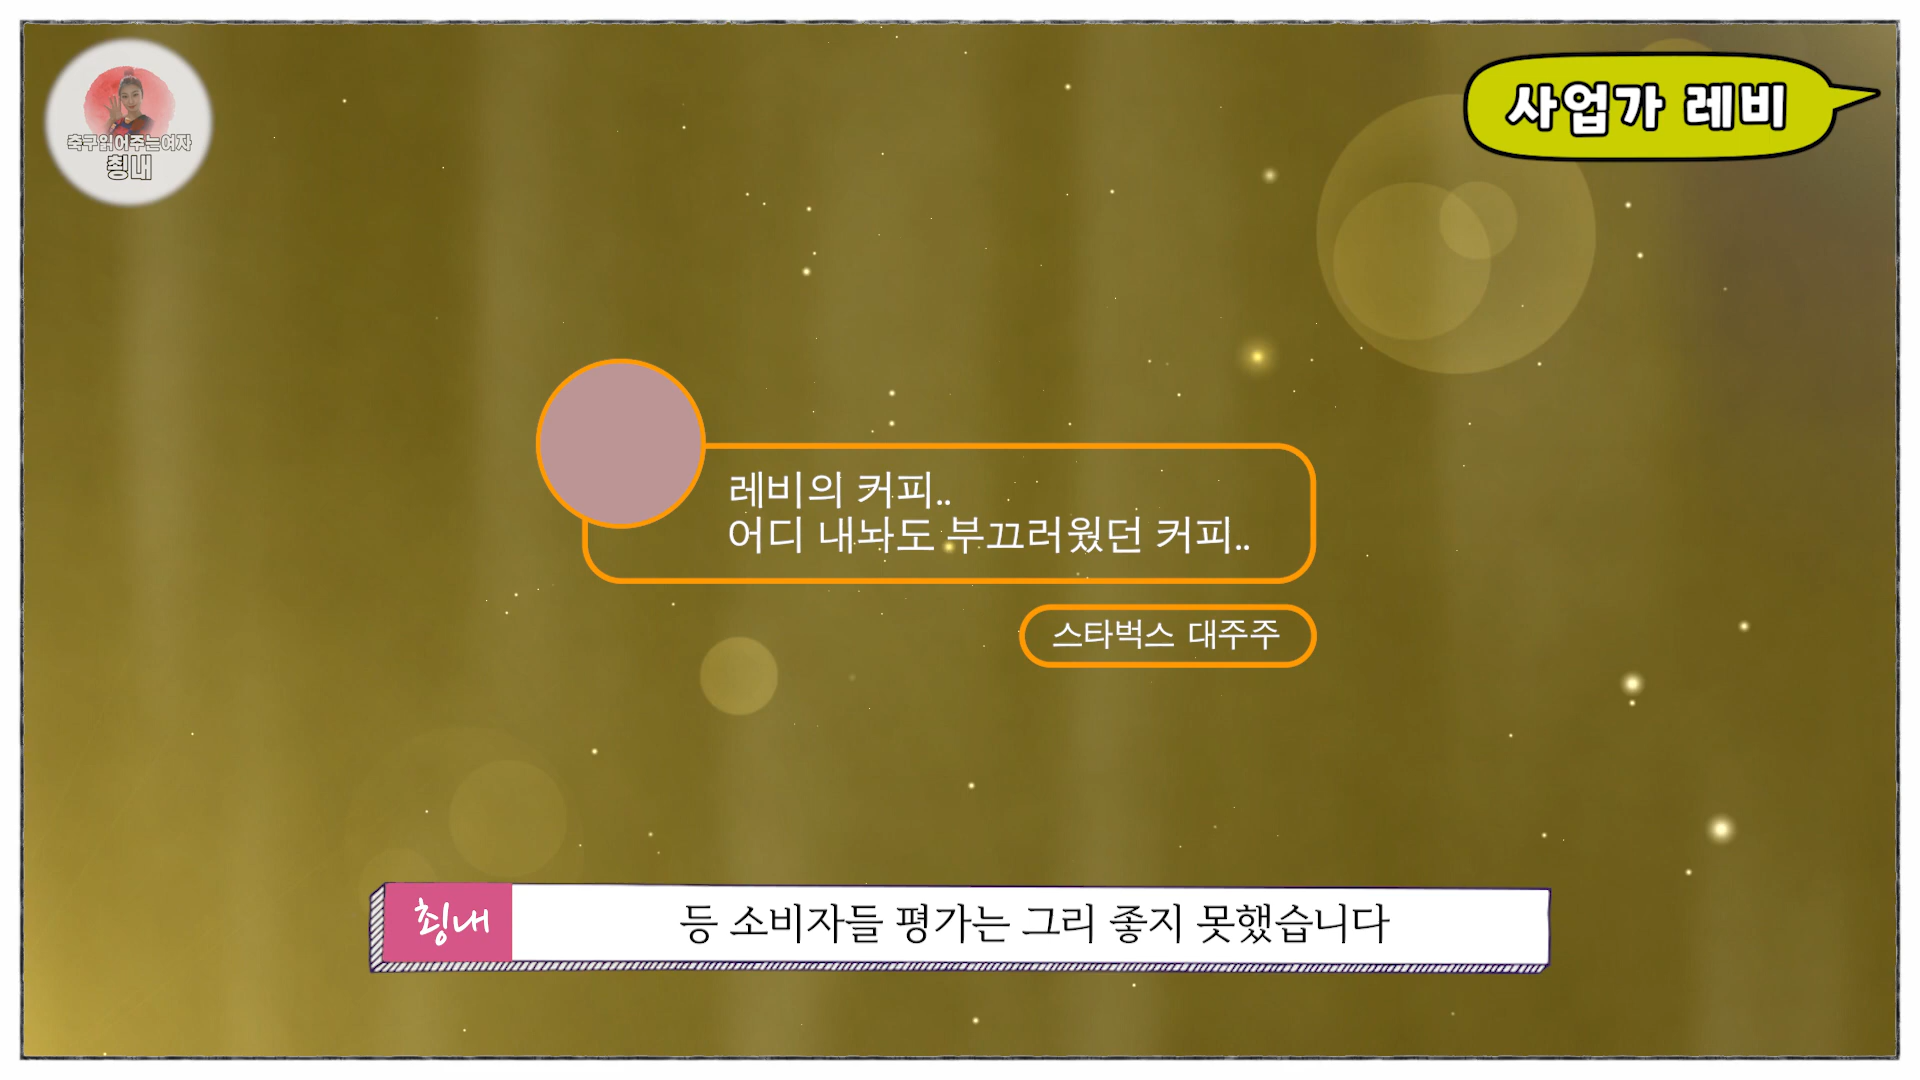 축구읽어주는여자
칭내
사업가 레비
레비의 커피..
어디 내놔도 부끄러웠던 커피..
스타벅스 대주주
칭내
등 소비자들 평가는 그리 좋지 못했습니다